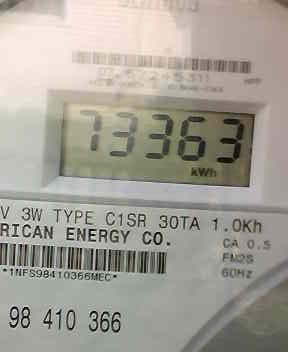 73363
kWh
V 3W TYPE C1SR 30TA 1.0Kh
RICAN ENERGY CO.
CA 0.5
FM2S
60Hz
*1NFS98410366MEC*
98 410 366